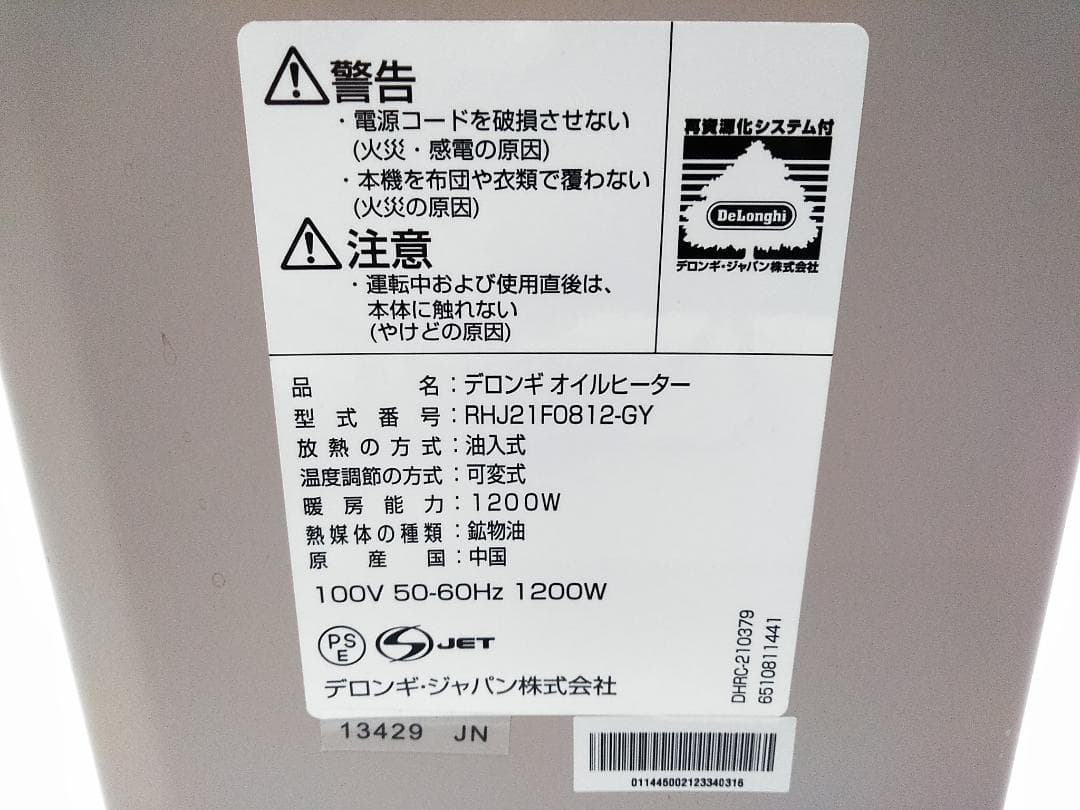 警告
・電源コードを破損させない
(火災・感電の原因)
・本機を布団や衣類で覆わない
(火災の原因)
注意
・運転中および使用直後は、
本体に触れない
(やけどの原因)
再資源化システム付
DeLonghi
デロンギ・ジャパン株式会社
品名：デロンギ オイルヒーター
型式番号：RHJ21F0812-GY
放熱の方式：油入式
温度調節の方式：可変式
暖房能力：1200W
熱媒体の種類：鉱物油
原産国：中国
100V 50-60Hz 1200W
PSE
S JET
デロンギ・ジャパン株式会社
DHRC-210379
6510811441
13429 JN
011445002123340316